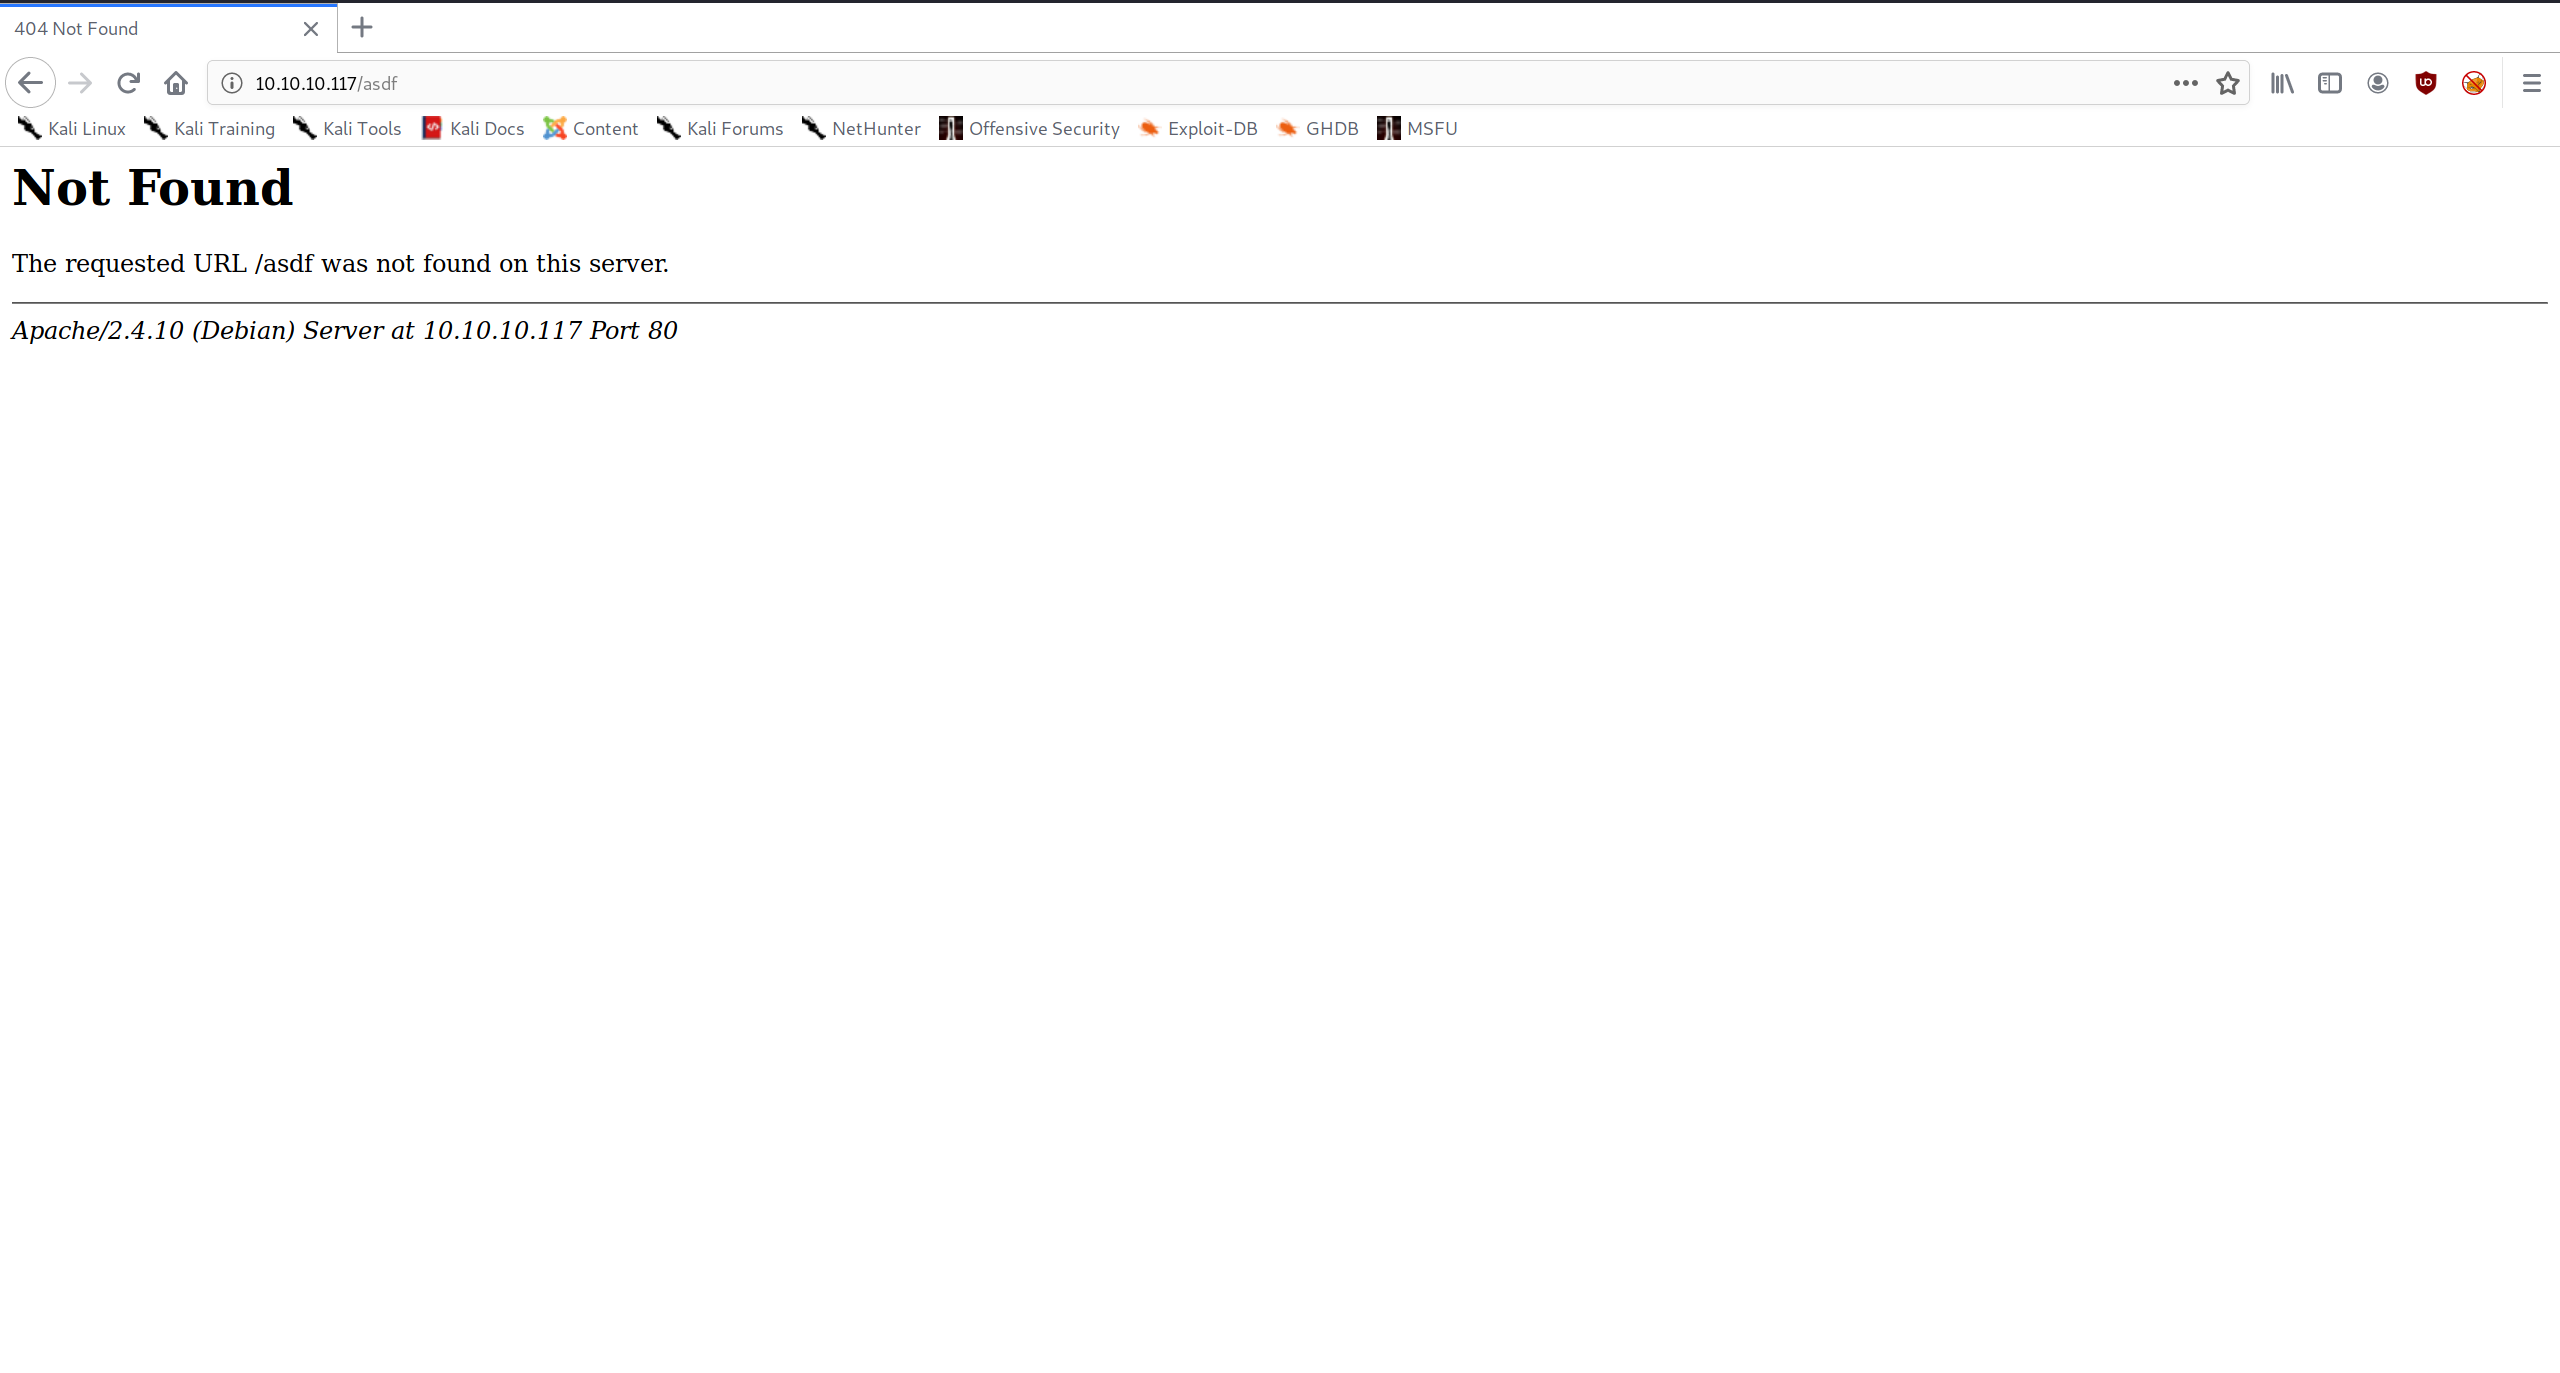 404 Not Found
10.10.10.117/asdf
Kali Linux Kali Training Kali Tools Kali Docs Content Kali Forums NetHunter Offensive Security Exploit-DB GHDB MSFU
Not Found
The requested URL /asdf was not found on this server.
Apache/2.4.10 (Debian) Server at 10.10.10.117 Port 80